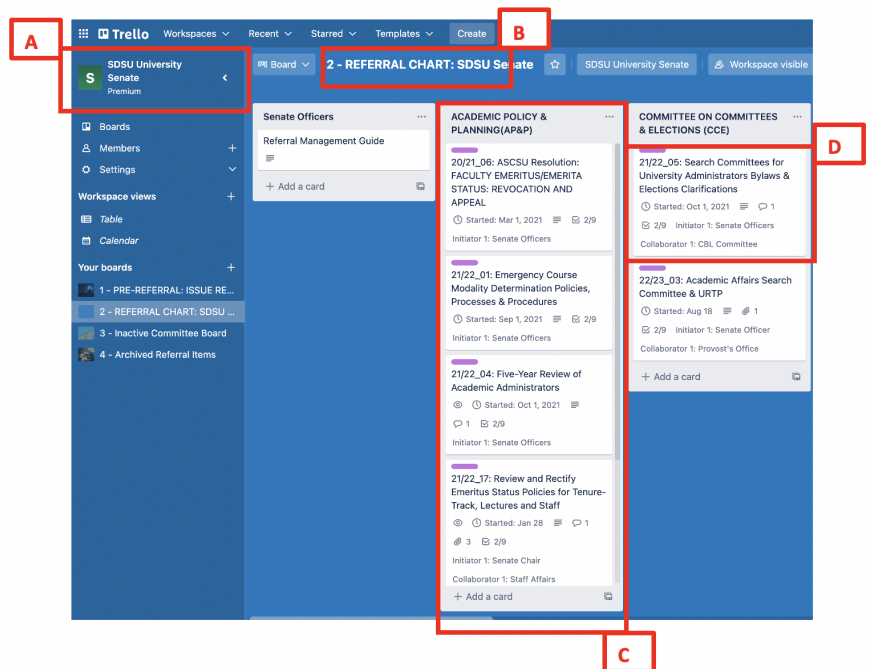 A
B
Trello
Workspaces
Recent
Starred
Templates
Create
S
SDSU University
Senate
Premium
Board
2 - REFERRAL CHART: SDSU Senate
SDSU University Senate
Workspace visible
Boards
Members
Settings
Workspace views
Table
Calendar
Your boards
1 - PRE-REFERRAL: ISSUE RE...
2 - REFERRAL CHART: SDSU ...
3 - Inactive Committee Board
4 - Archived Referral Items
Senate Officers
Referral Management Guide
+ Add a card
ACADEMIC POLICY &
PLANNING(AP&P)
20/21_06: ASCSU Resolution:
FACULTY EMERITUS/EMERITA
STATUS: REVOCATION AND
APPEAL
Started: Mar 1, 2021 2/9
Initiator 1: Senate Officers
21/22_01: Emergency Course
Modality Determination Policies,
Processes & Procedures
Started: Sep 1, 2021 2/9
Initiator 1: Senate Officers
21/22_04: Five-Year Review of
Academic Administrators
Started: Oct 1, 2021
1 2/9
Initiator 1: Senate Officers
21/22_17: Review and Rectify
Emeritus Status Policies for Tenure-
Track, Lectures and Staff
Started: Jan 28 1
3 2/9
Initiator 1: Senate Chair
Collaborator 1: Staff Affairs
+ Add a card
COMMITTEE ON COMMITTEES
& ELECTIONS (CCE)
D
21/22_05: Search Committees for
University Administrators Bylaws &
Elections Clarifications
Started: Oct 1, 2021 1
2/9 Initiator 1: Senate Officers
Collaborator 1: CBL Committee
22/23_03: Academic Affairs Search
Committee & URTP
Started: Aug 18 1
2/9 Initiator 1: Senate Officer
Collaborator 1: Provost's Office
+ Add a card
C